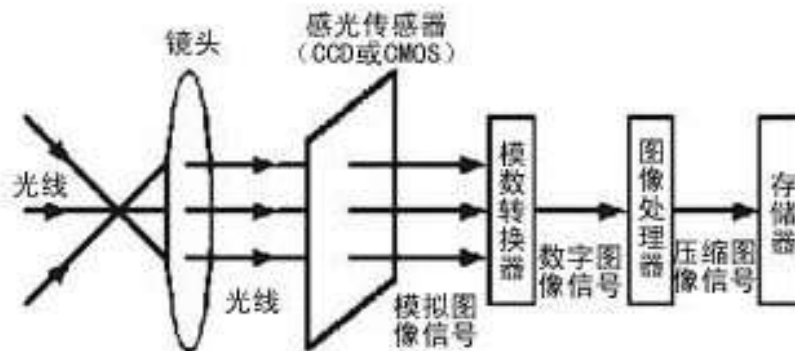 镜头
感光传感器
(CCD或CMOS)
光线
光线
模拟图
像信号
模数转换器
数字图
像信号
图像处理器
压缩图
像信号
存储器